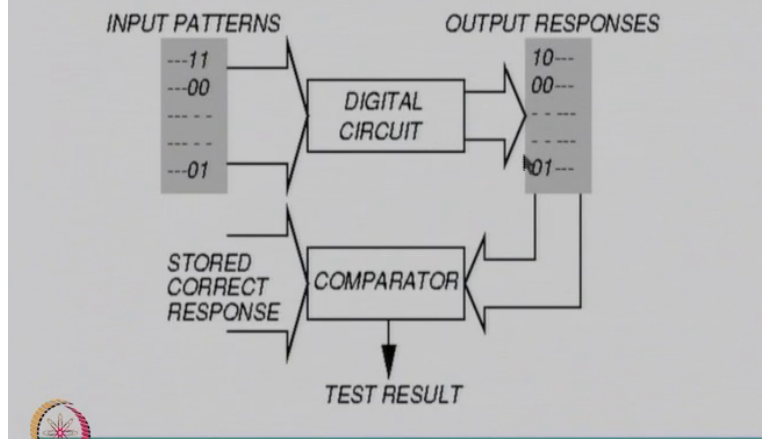 INPUT PATTERNS
OUTPUT RESPONSES
---11
---00
--- - -
--- - -
---01
DIGITAL
CIRCUIT
10---
00---
- - ---
- - ---
01---
STORED
CORRECT
RESPONSE
COMPARATOR
TEST RESULT